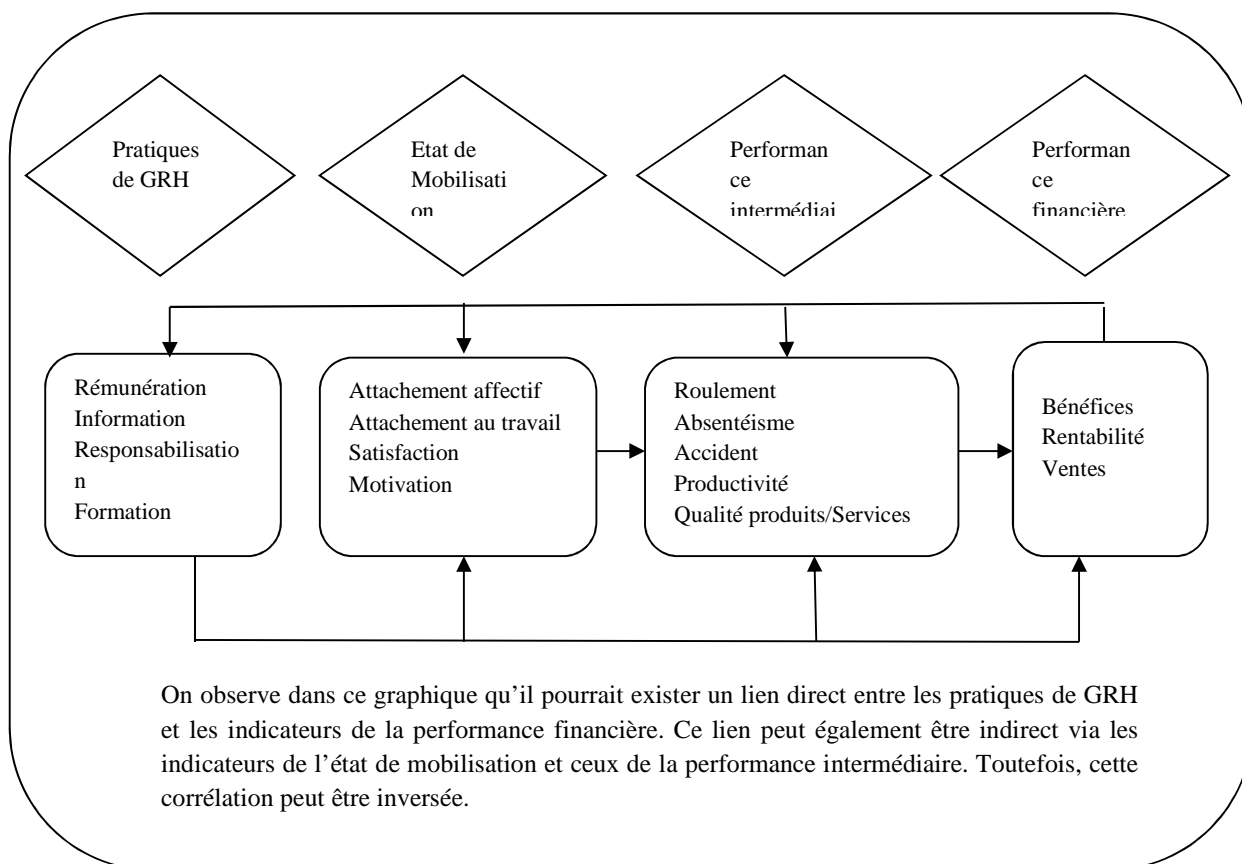 Pratiques
de GRH
Etat de
Mobilisati
on
Performan
ce
intermédiai
Performan
ce
financière
Rémunération
Information
Responsabilisatio
n
Formation
Attachement affectif
Attachement au travail
Satisfaction
Motivation
Roulement
Absentéisme
Accident
Productivité
Qualité produits/Services
Bénéfices
Rentabilité
Ventes
On observe dans ce graphique qu’il pourrait exister un lien direct entre les pratiques de GRH
et les indicateurs de la performance financière. Ce lien peut également être indirect via les
indicateurs de l’état de mobilisation et ceux de la performance intermédiaire. Toutefois, cette
corrélation peut être inversée.